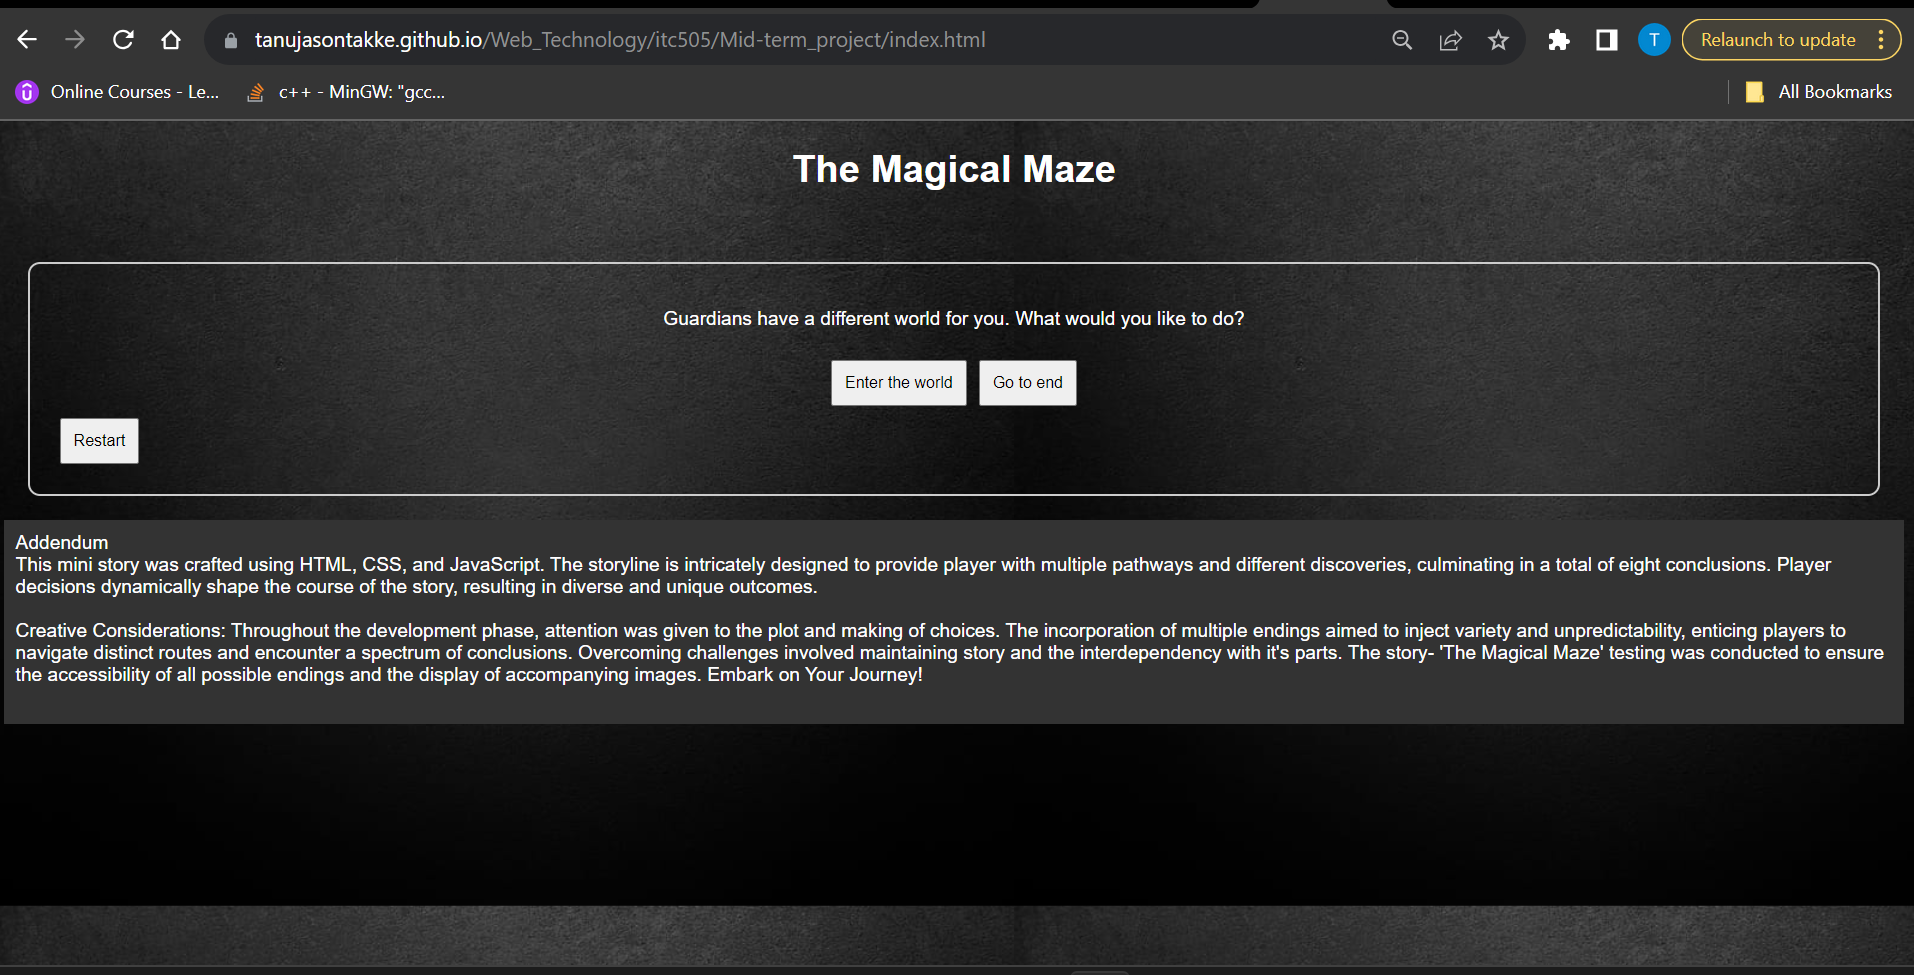 tanujasontakke.github.io/Web_Technology/itc505/Mid-term_project/index.html
T
Relaunch to update
Online Courses - Le...
c++ - MinGW: "gcc...
All Bookmarks
The Magical Maze
Guardians have a different world for you. What would you like to do?
Enter the world
Go to end
Restart
Addendum
This mini story was crafted using HTML, CSS, and JavaScript. The storyline is intricately designed to provide player with multiple pathways and different discoveries, culminating in a total of eight conclusions. Player
decisions dynamically shape the course of the story, resulting in diverse and unique outcomes.
Creative Considerations: Throughout the development phase, attention was given to the plot and making of choices. The incorporation of multiple endings aimed to inject variety and unpredictability, enticing players to
navigate distinct routes and encounter a spectrum of conclusions. Overcoming challenges involved maintaining story and the interdependency with it's parts. The story- 'The Magical Maze' testing was conducted to ensure
the accessibility of all possible endings and the display of accompanying images. Embark on Your Journey!